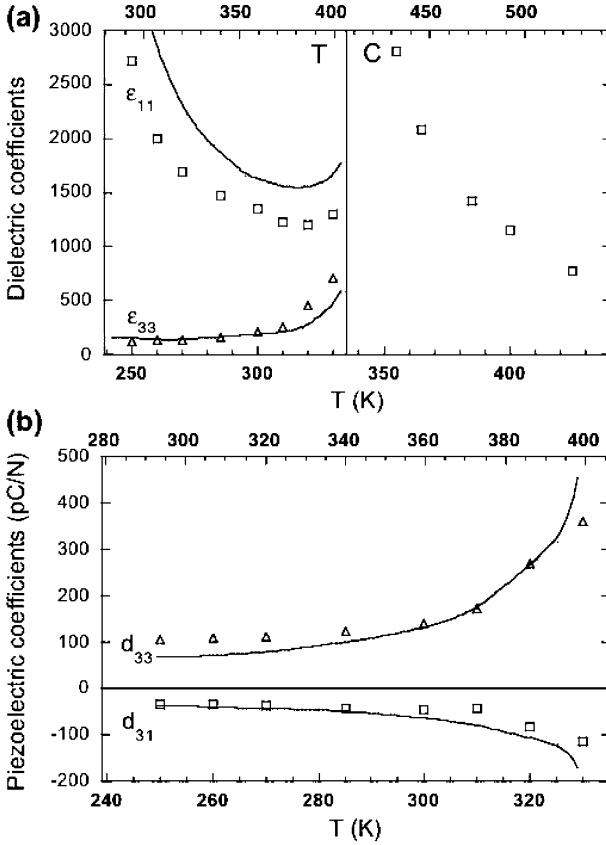 (a)
300 350 400 450 500
3000
2500
2000
1500
1000
500
0
Dielectric coefficients
T C
ε11
ε33
250 300 350 400
T (K)
(b)
280 300 320 340 360 380 400
500
400
300
200
100
0
-100
-200
Piezoelectric coefficients (pC/N)
d33
d31
240 260 280 300 320
T (K)